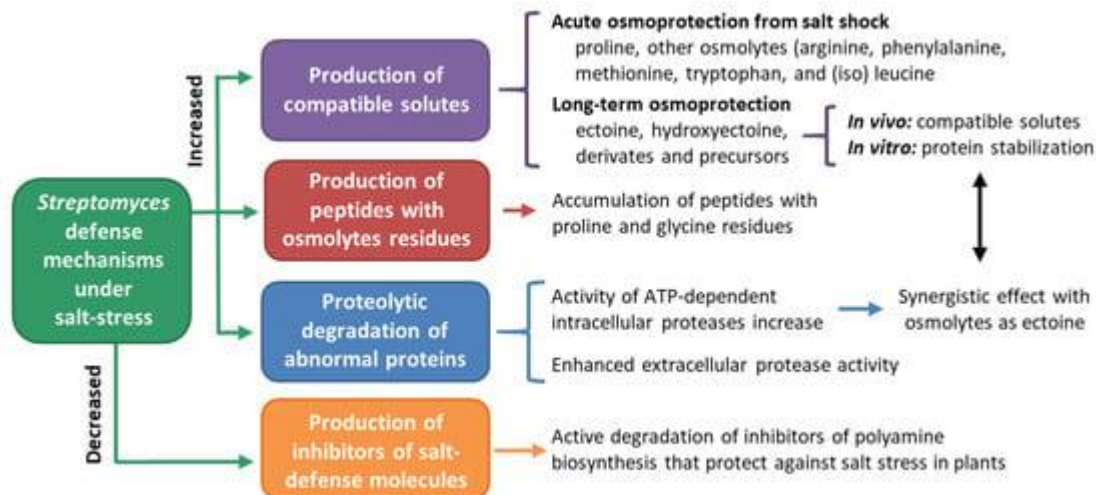 Increased
Decreased
Streptomyces
defense
mechanisms
under
salt-stress
Production of
compatible solutes
Acute osmoprotection from salt shock
proline, other osmolytes (arginine, phenylalanine,
methionine, tryptophan, and (iso) leucine
Long-term osmoprotection
ectoine, hydroxyectoine,
derivates and precursors
In vivo: compatible solutes
In vitro: protein stabilization
Production of
peptides with
osmolytes residues
Accumulation of peptides with
proline and glycine residues
Proteolytic
degradation of
abnormal proteins
Activity of ATP-dependent
intracellular proteases increase
Synergistic effect with
osmolytes as ectoine
Enhanced extracellular protease activity
Production of
inhibitors of salt-
defense molecules
Active degradation of inhibitors of polyamine
biosynthesis that protect against salt stress in plants